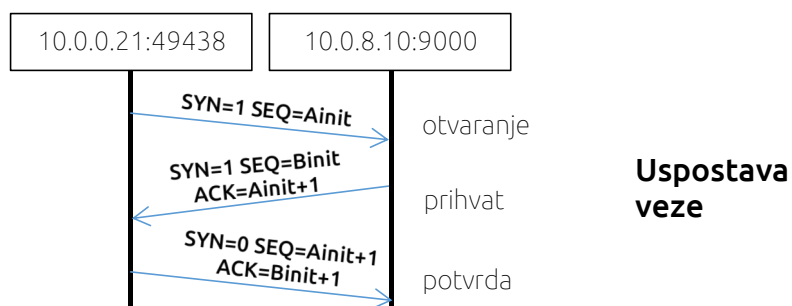 10.0.0.21:49438
10.0.8.10:9000
SYN=1 SEQ=Ainit
otvaranje
SYN=1 SEQ=Binit
ACK=Ainit+1
prihvat
Uspostava
veze
SYN=0 SEQ=Ainit+1
ACK=Binit+1
potvrda